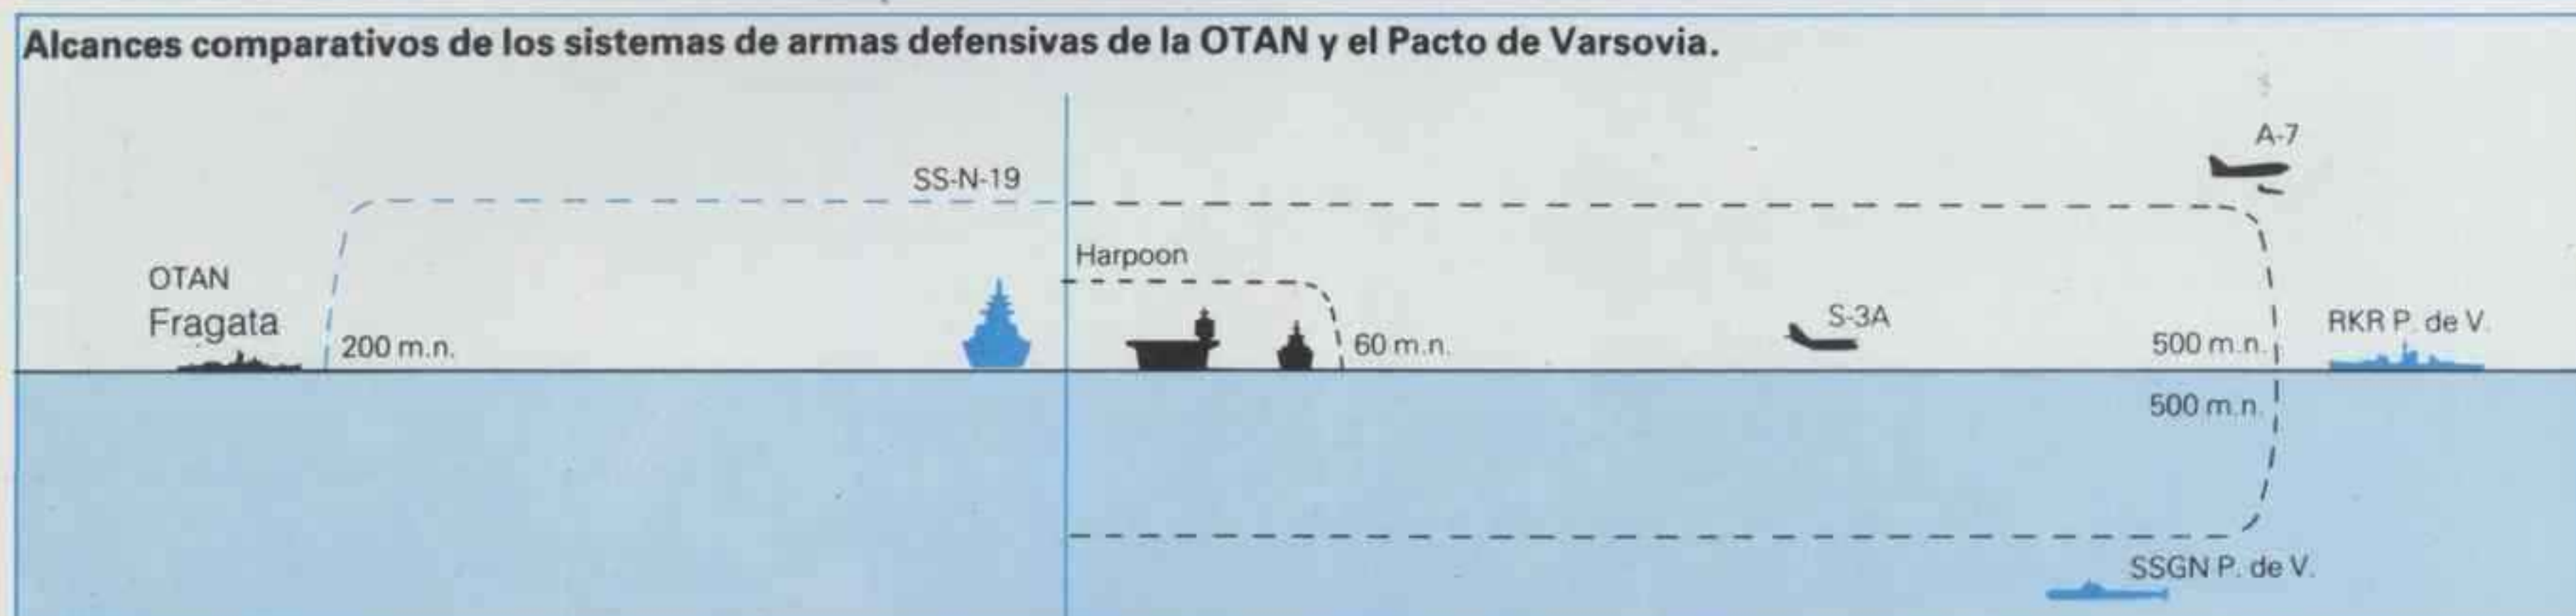 Alcances comparativos de los sistemas de armas defensivas de la OTAN y el Pacto de Varsovia.
A-7
SS-N-19
Harpoon
OTAN
Fragata
200 m.n.
60 m.n.
S-3A
500 m.n.
RKR P. de V.
500 m.n.
SSGN P. de V.